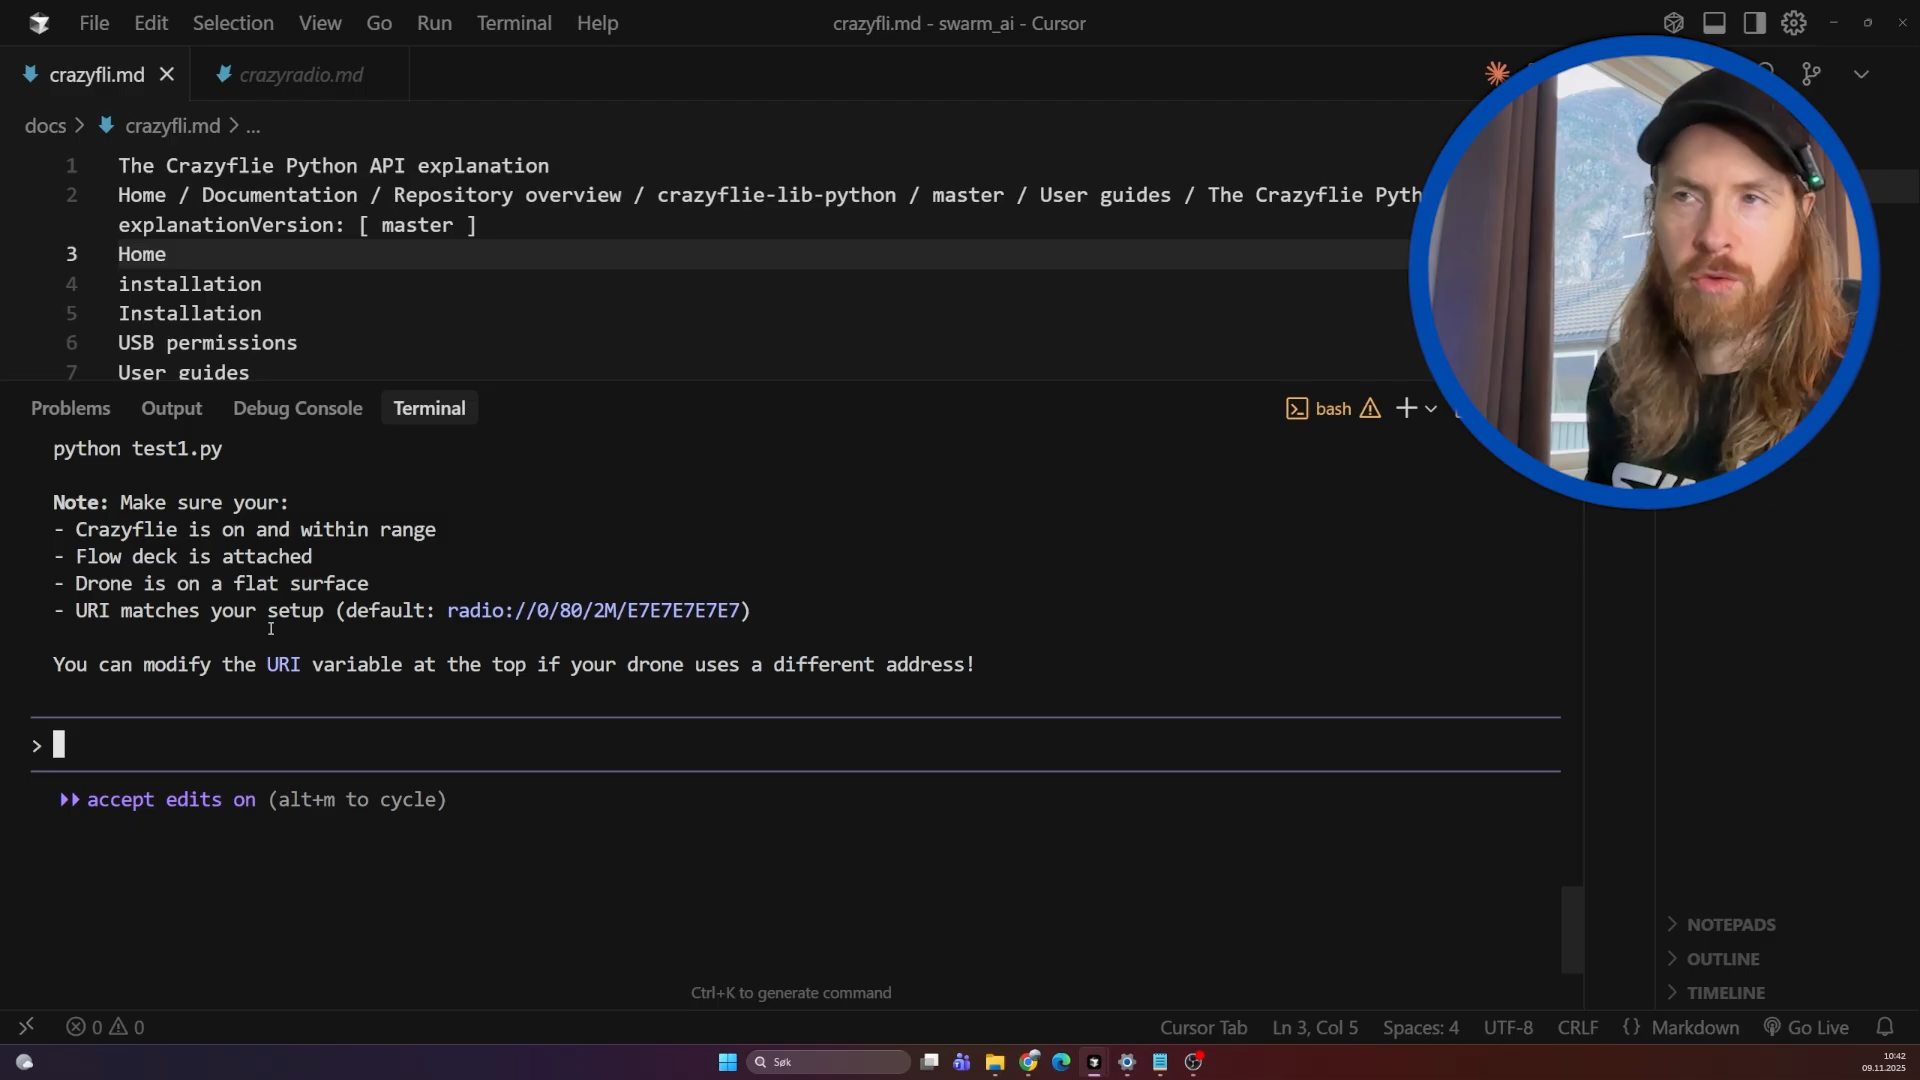 File Edit Selection View Go Run Terminal Help
crazyfli.md - swarm_ai - Cursor
crazyfli.md
crazyradio.md
docs > crazyfli.md > ...
1 The Crazyflie Python API explanation
2 Home / Documentation / Repository overview / crazyflie-lib-python / master / User guides / The Crazyflie Pyth
explanationVersion: [ master ]
3 Home
4 installation
5 Installation
6 USB permissions
7 User guides
Problems Output Debug Console Terminal
bash
python test1.py
Note: Make sure your:
- Crazyflie is on and within range
- Flow deck is attached
- Drone is on a flat surface
- URI matches your setup (default: radio://0/80/2M/E7E7E7E7E7)
You can modify the URI variable at the top if your drone uses a different address!
>
accept edits on (alt+m to cycle)
Ctrl+K to generate command
NOTEPADS
OUTLINE
TIMELINE
0 0
Cursor Tab Ln 3, Col 5 Spaces: 4 UTF-8 CRLF {} Markdown Go Live
Søk
10:42
09.11.2025